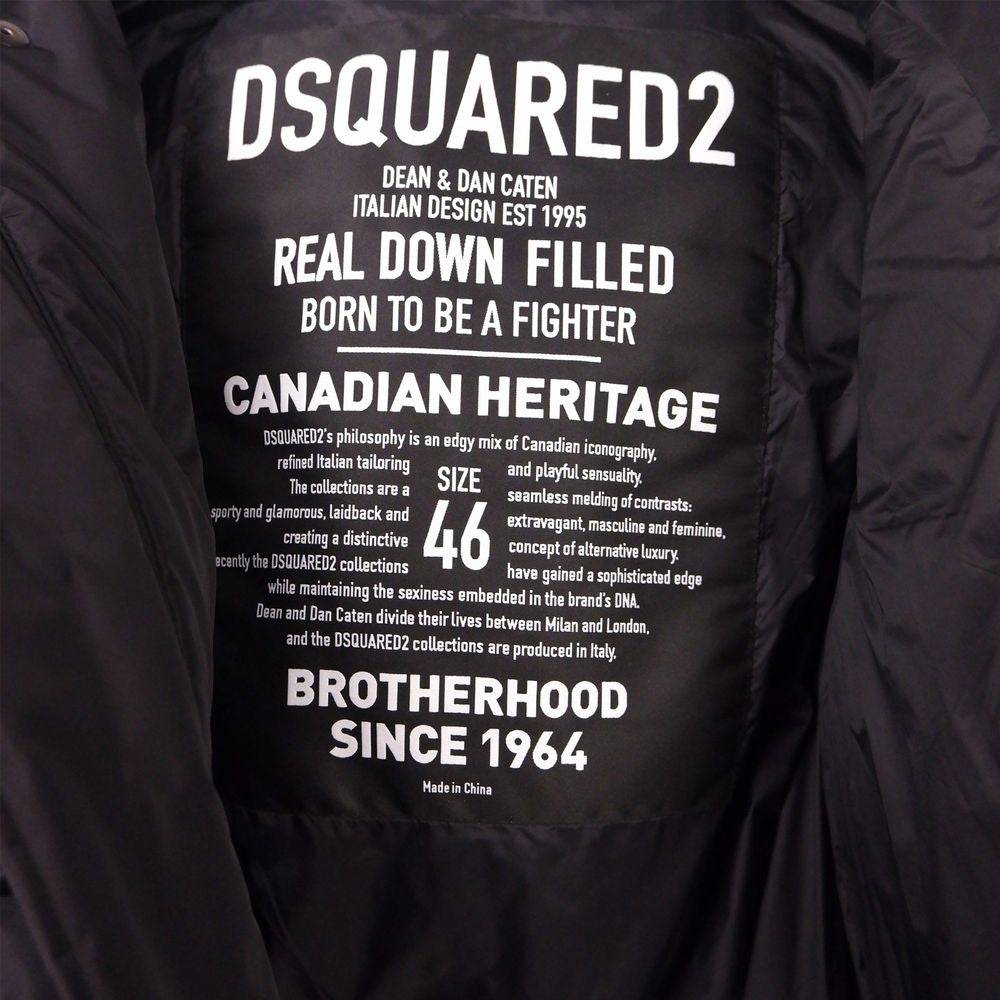 DSQUARED2
DEAN & DAN CATEN
ITALIAN DESIGN EST 1995
REAL DOWN FILLED
BORN TO BE A FIGHTER
CANADIAN HERITAGE
DSQUARED2's philosophy is an edgy mix of Canadian iconography,
refined Italian tailoring and playful sensuality.
The collections are a seamless melding of contrasts:
sporty and glamorous, laidback and extravagant, masculine and feminine,
creating a distinctive concept of alternative luxury.
ecently the DSQUARED2 collections have gained a sophisticated edge
SIZE
46
while maintaining the sexiness embedded in the brand's DNA.
Dean and Dan Caten divide their lives between Milan and London,
and the DSQUARED2 collections are produced in Italy.
BROTHERHOOD
SINCE 1964
Made in China